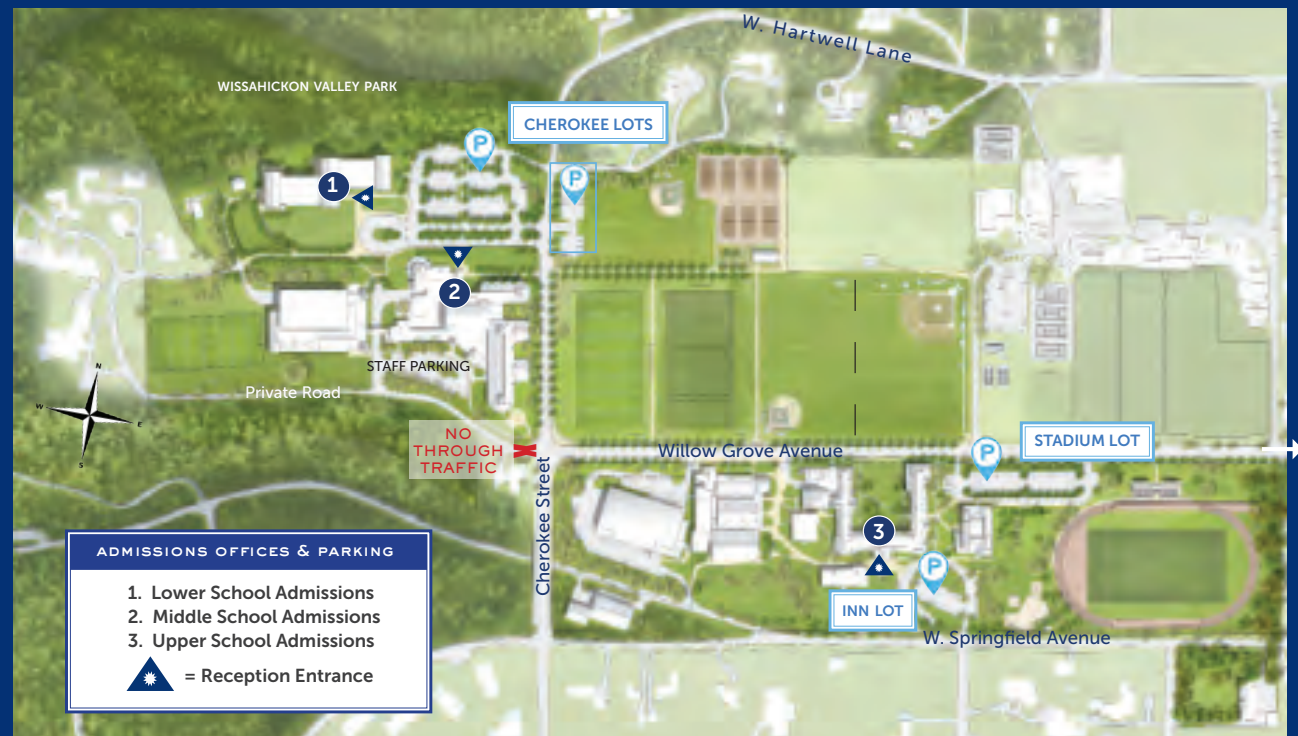 W. Hartwell Lane
WISSAHICKON VALLEY PARK
CHEROKEE LOTS
P
P
1
2
STAFF PARKING
Private Road
N
W
E
S
NO
THROUGH
TRAFFIC
Willow Grove Avenue
STADIUM LOT
P
Cherokee Street
3
P
INN LOT
W. Springfield Avenue
ADMISSIONS OFFICES & PARKING
1. Lower School Admissions
2. Middle School Admissions
3. Upper School Admissions
= Reception Entrance